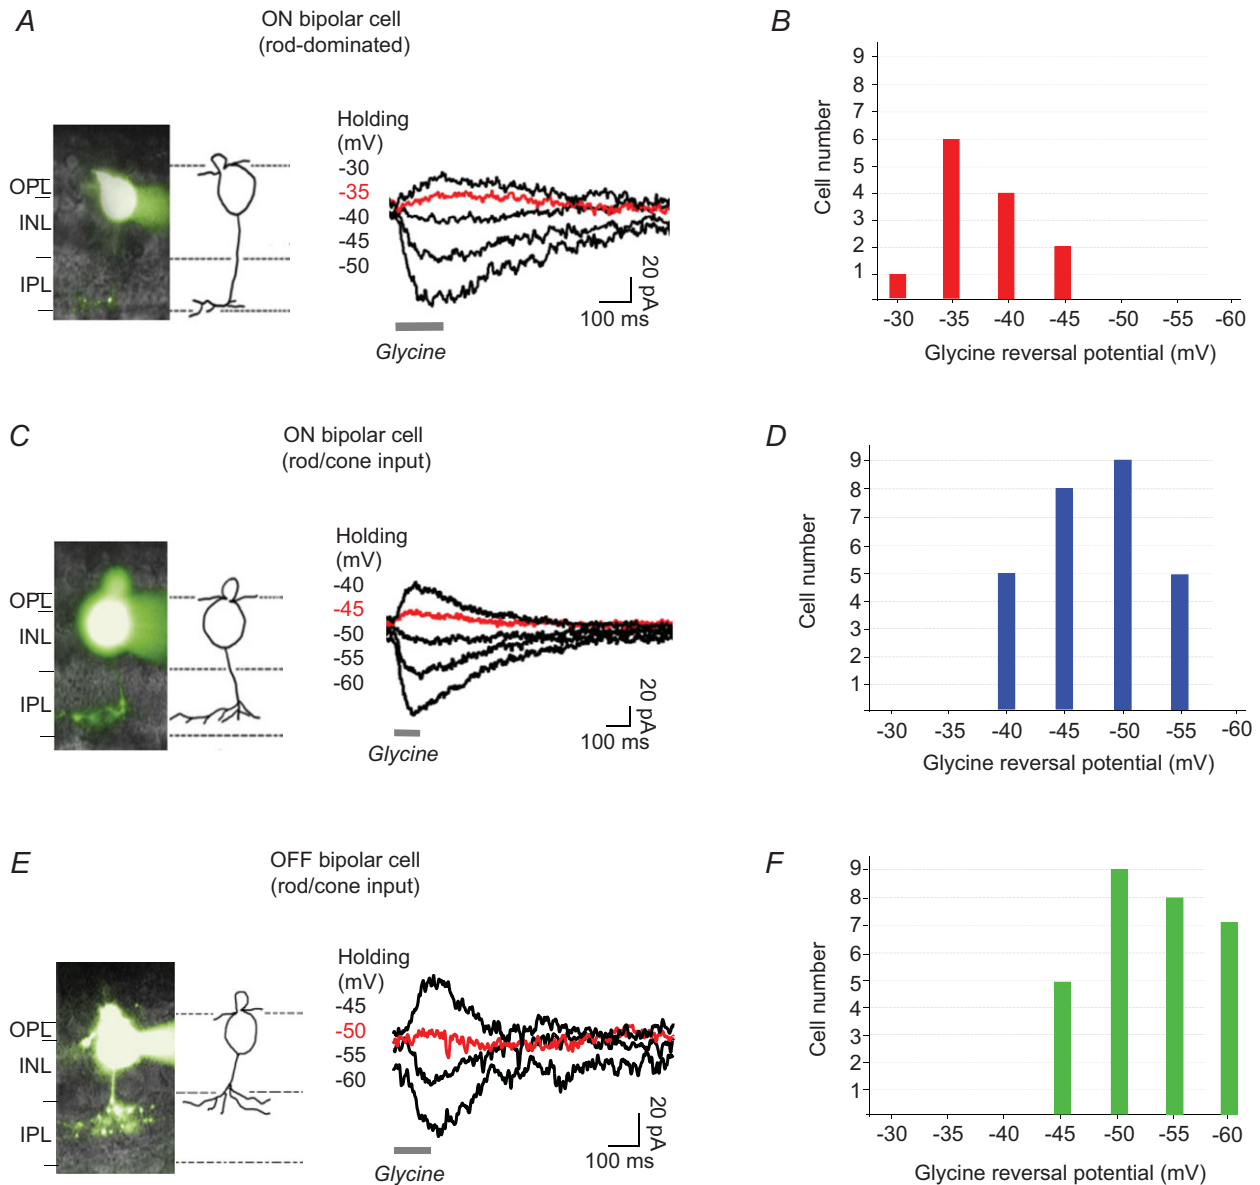 A
ON bipolar cell
(rod-dominated)
OPL
INL
IPL
Holding
(mV)
-30
-35
-40
-45
-50
20 pA
100 ms
Glycine
B
Cell number
9
8
7
6
5
4
3
2
1
-30 -35 -40 -45 -50 -55 -60
Glycine reversal potential (mV)
C
ON bipolar cell
(rod/cone input)
OPL
INL
IPL
Holding
(mV)
-40
-45
-50
-55
-60
20 pA
100 ms
Glycine
D
Cell number
9
8
7
6
5
4
3
2
1
-30 -35 -40 -45 -50 -55 -60
Glycine reversal potential (mV)
E
OFF bipolar cell
(rod/cone input)
OPL
INL
IPL
Holding
(mV)
-45
-50
-55
-60
20 pA
100 ms
Glycine
F
Cell number
9
8
7
6
5
4
3
2
1
-30 -35 -40 -45 -50 -55 -60
Glycine reversal potential (mV)